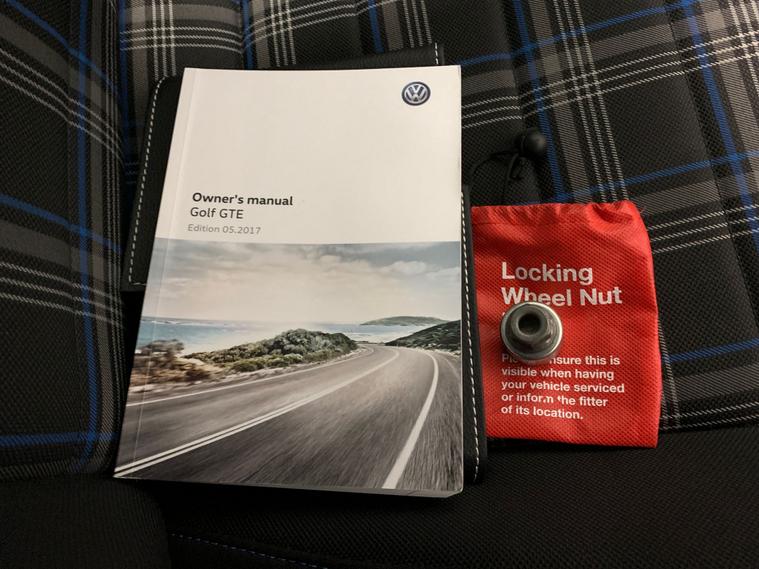 Owner's manual
Golf GTE
Edition 05.2017
Locking
Wheel Nut
ensure this is
visible when having
your vehicle serviced
or inform the fitter
of its location.